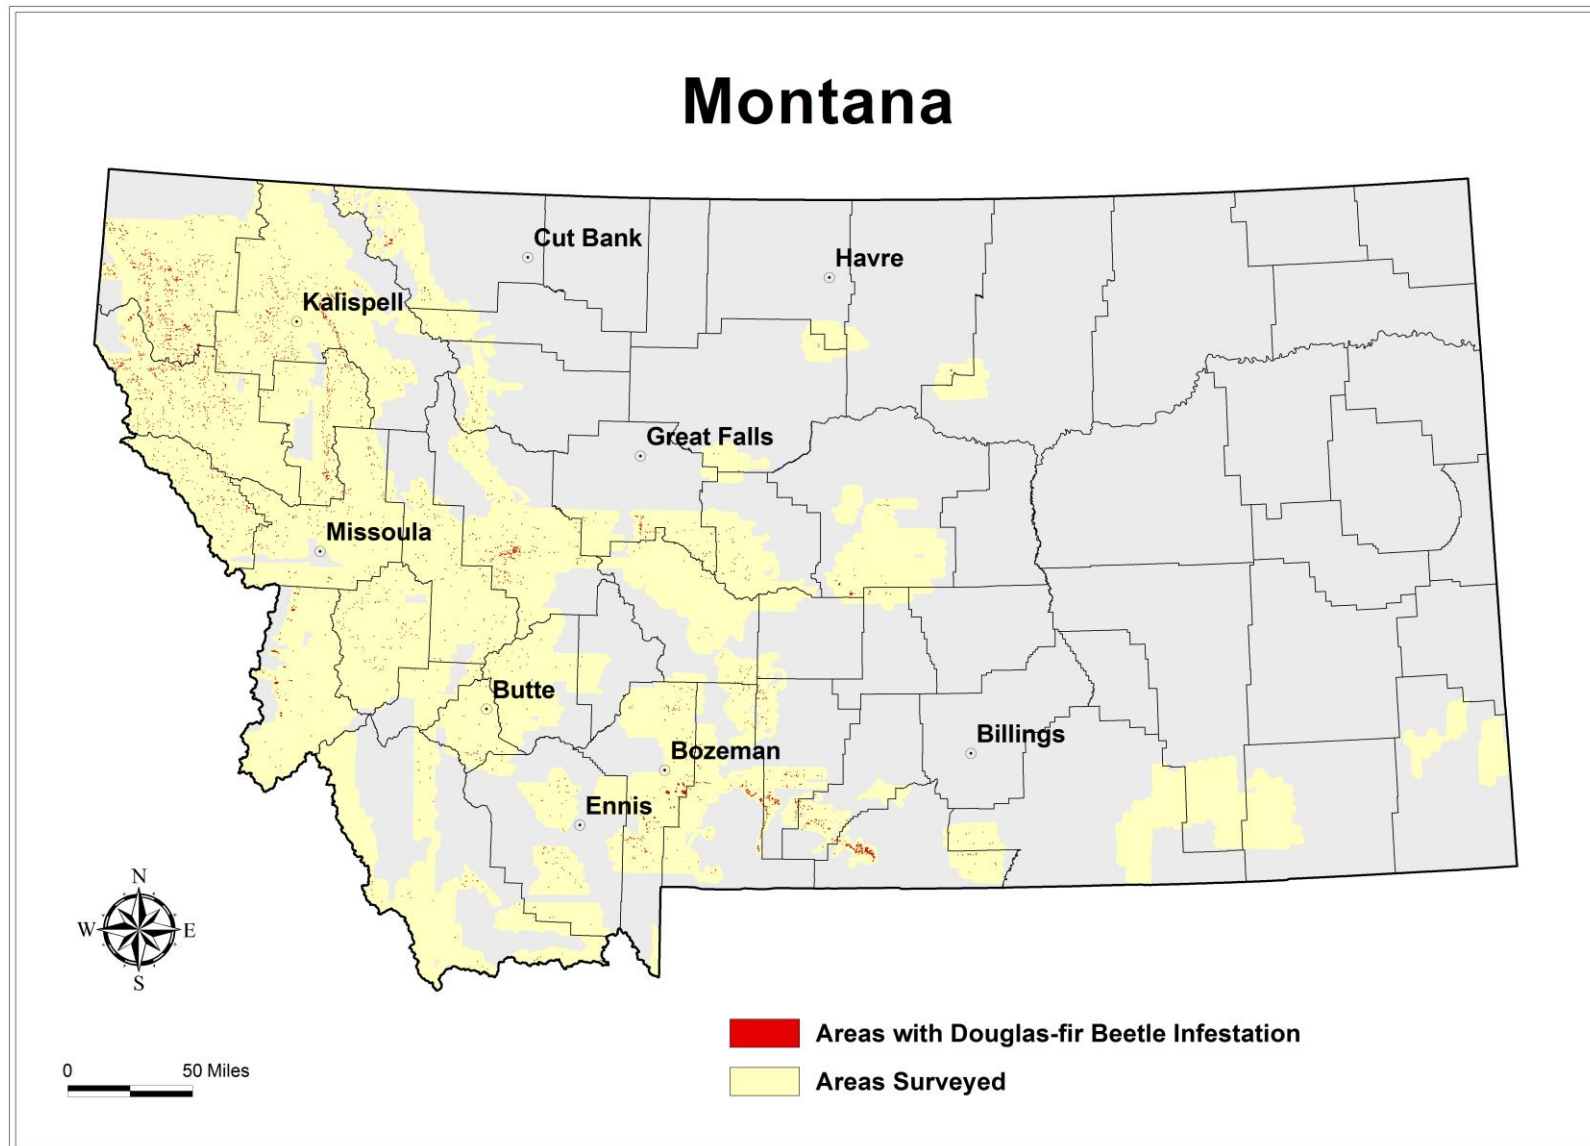 Montana
Cut Bank
Havre
Kalispell
Great Falls
Missoula
Butte
Billings
Bozeman
Ennis
N
W E
S
Areas with Douglas-fir Beetle Infestation
0 50 Miles
Areas Surveyed